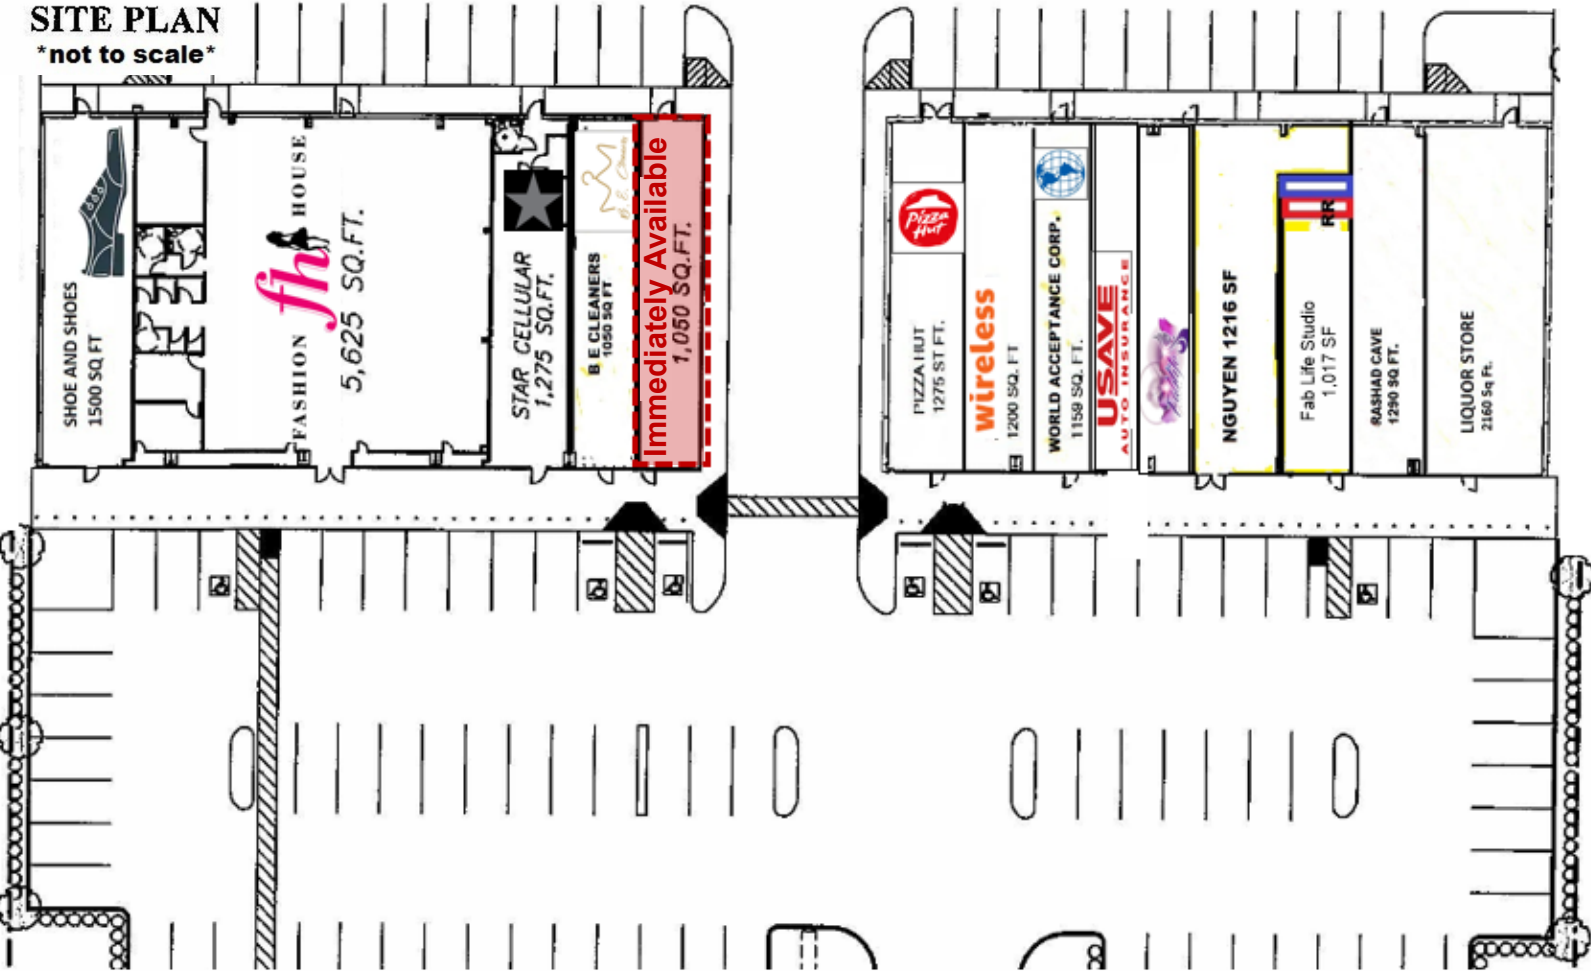 SITE PLAN
*not to scale*
SHOE AND SHOES
1500 SQ FT
FASHION
fh
HOUSE
5,625 SQ.FT.
STAR CELLULAR
1,275 SQ.FT.
B E CLEANERS
1050 SQ FT
Immediately Available
1,050 SQ.FT.
Pizza
Hut
PIZZA HUT
1275 ST FT.
wireless
1200 SQ. FT
WORLD ACCEPTANCE CORP.
1159 SQ. FT.
USAVE
AUTO INSURANCE
NGUYEN 1216 SF
RR
Fab Life Studio
1,017 SF
RASHAD CAVE
1290 SQ FT.
LIQUOR STORE
2160 Sq Ft.